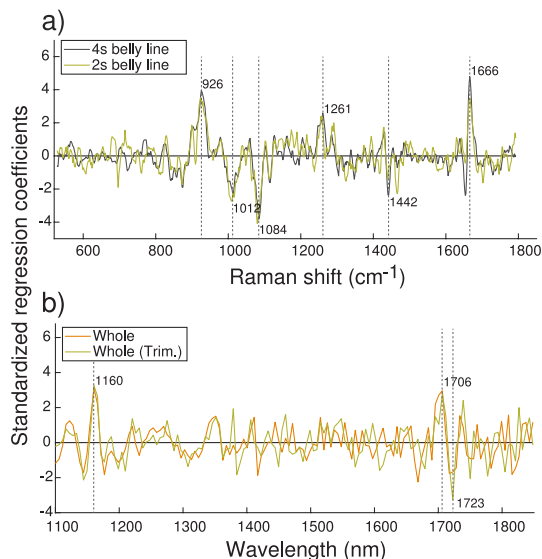 a)
4s belly line
2s belly line
926
1012
1084
1261
1442
1666
6
4
2
0
-2
-4
600 800 1000 1200 1400 1600 1800
Raman shift (cm-1)
Standardized regression coefficients
b)
Whole
Whole (Trim.)
1160
1706
1723
6
4
2
0
-2
-4
1100 1200 1300 1400 1500 1600 1700 1800
Wavelength (nm)